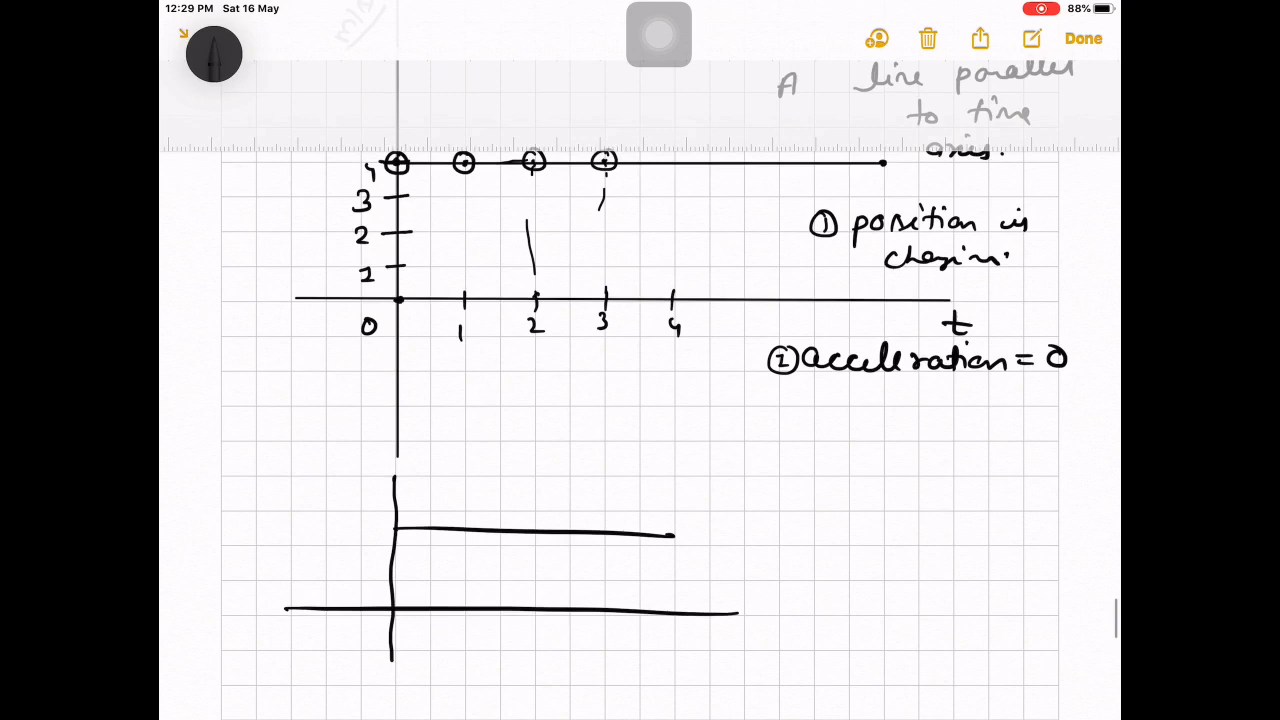 12:29 PM Sat 16 May
88%
Done
A line parallel
to time
axis.
4
3
2
1
0
1 2 3 4
t
① position is
② acceleration = 0